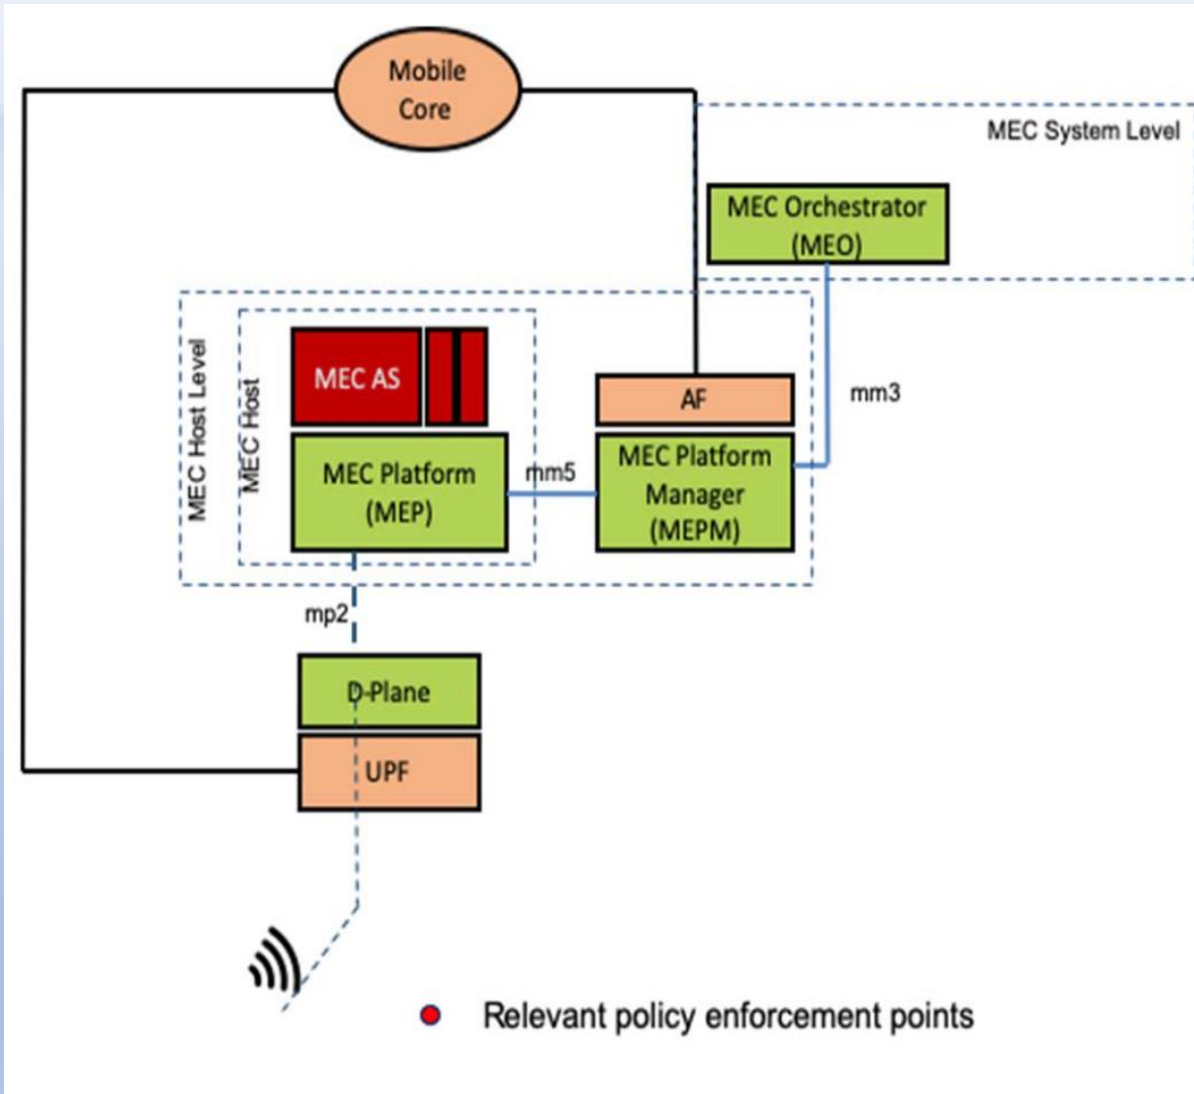 Mobile
Core
MEC System Level
MEC Orchestrator
(MEO)
MEC Host Level
MEC Host
MEC AS
AF
mm3
MEC Platform
(MEP)
mm5
MEC Platform
Manager
(MEPM)
mp2
D-Plane
UPF
Relevant policy enforcement points